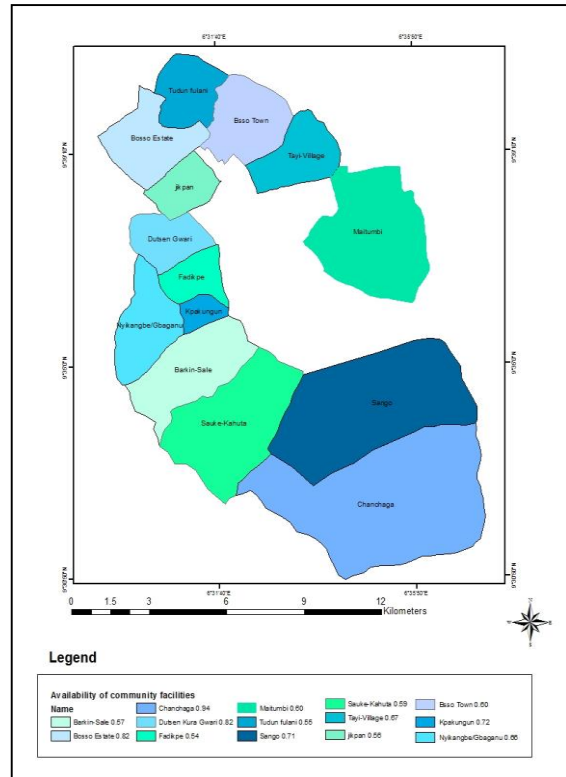 6°31'40"E 6°35'50"E
Tudun fulani
Bsso Town
Bosso Estate
Tayi-Village
jikpan
Maitumbi
Dutsen Gwari
Fadikpe
Kpakungun
Nyikangbe/Gbaganu
Barkin-Sale
Sango
Sauke-Kahuta
Chanchaga
6°31'40"E 6°35'50"E
0 1.5 3 6 9 12
Kilometers
Legend
Availability of community facilities
Name
Barkin-Sale 0.57
Bosso Estate 0.82
Chanchaga 0.94
Dutsen Kura Gwari 0.82
Fadikpe 0.54
Maitumbi 0.60
Tudun fulani 0.55
Sango 0.71
Sauke-Kahuta 0.59
Tayi-Village 0.67
jikpan 0.56
Bsso Town 0.60
Kpakungun 0.72
Nyikangbe/Gbaganu 0.66